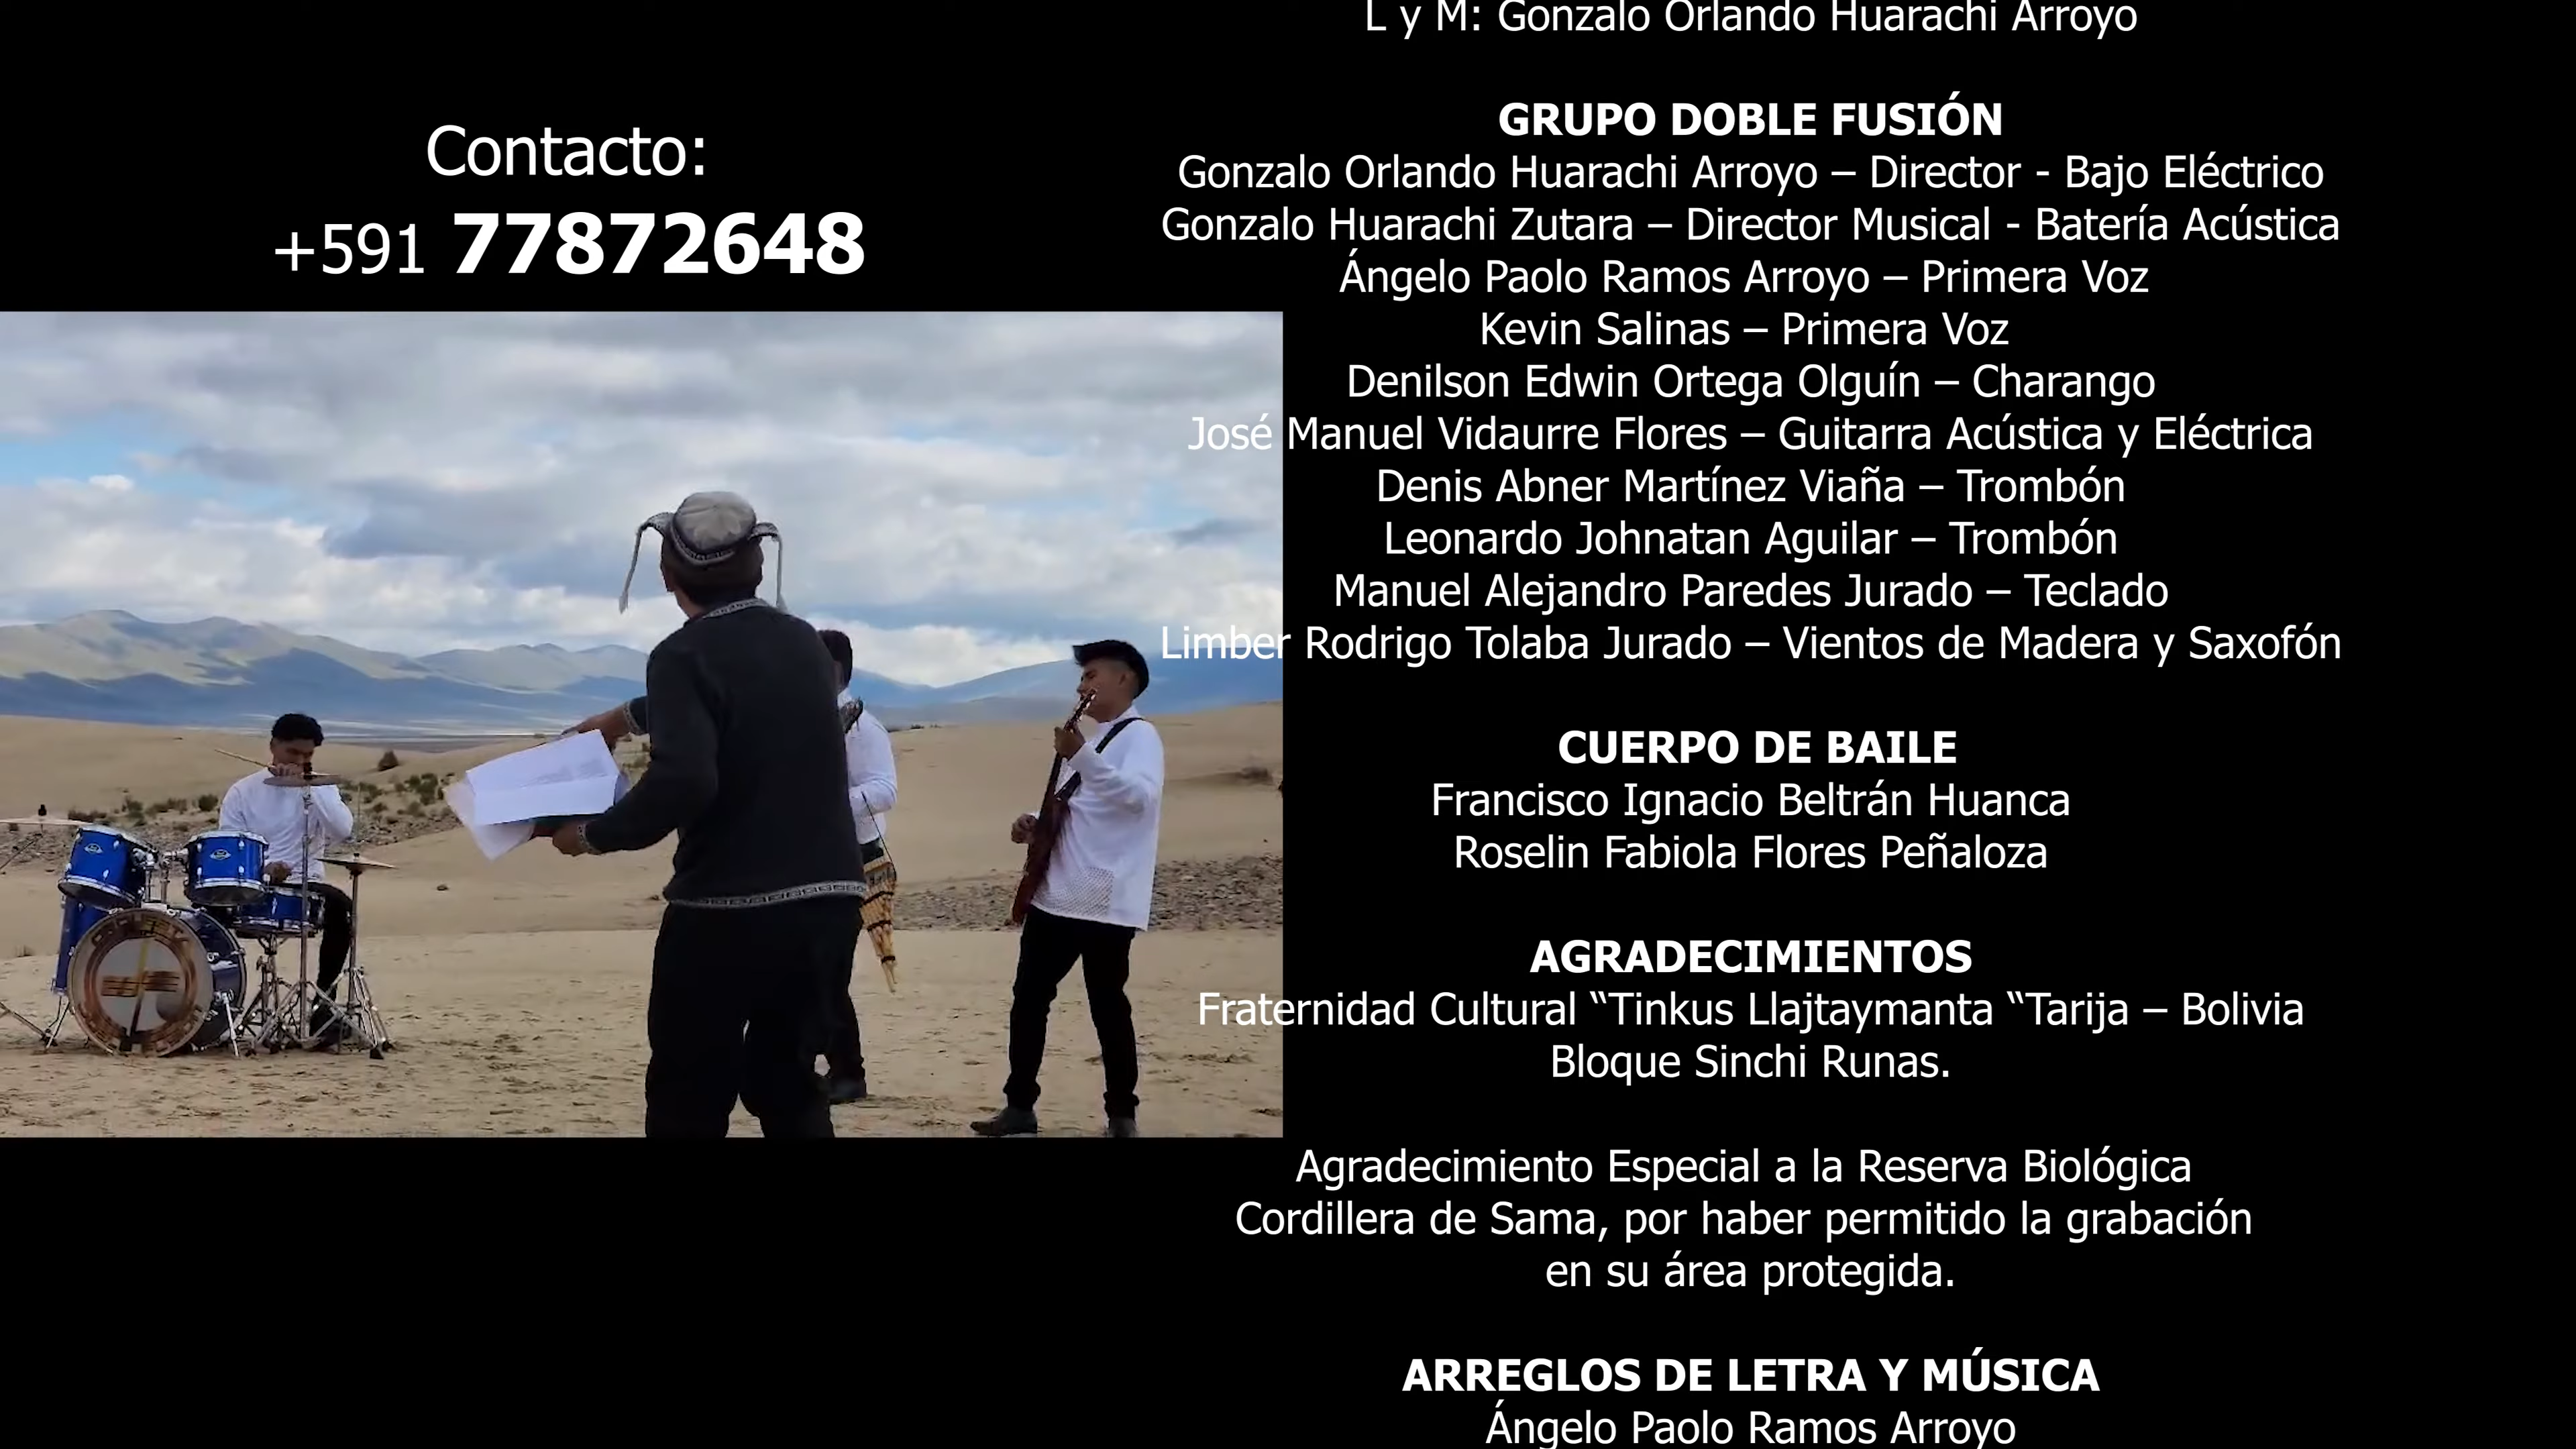 Contacto:
+591 77872648
L y M: Gonzalo Orlando Huarachi Arroyo
GRUPO DOBLE FUSIÓN
Gonzalo Orlando Huarachi Arroyo – Director - Bajo Eléctrico
Gonzalo Huarachi Zutara – Director Musical - Batería Acústica
Ángelo Paolo Ramos Arroyo – Primera Voz
Kevin Salinas – Primera Voz
Denilson Edwin Ortega Olguín – Charango
José Manuel Vidaurre Flores – Guitarra Acústica y Eléctrica
Denis Abner Martínez Viaña – Trombón
Leonardo Johnatan Aguilar – Trombón
Manuel Alejandro Paredes Jurado – Teclado
Limber Rodrigo Tolaba Jurado – Vientos de Madera y Saxofón
CUERPO DE BAILE
Francisco Ignacio Beltrán Huanca
Roselin Fabiola Flores Peñaloza
AGRADECIMIENTOS
Fraternidad Cultural “Tinkus Llajtaymanta “Tarija – Bolivia
Bloque Sinchi Runas.
Agradecimiento Especial a la Reserva Biológica
Cordillera de Sama, por haber permitido la grabación
en su área protegida.
ARREGLOS DE LETRA Y MÚSICA
Ángelo Paolo Ramos Arroyo